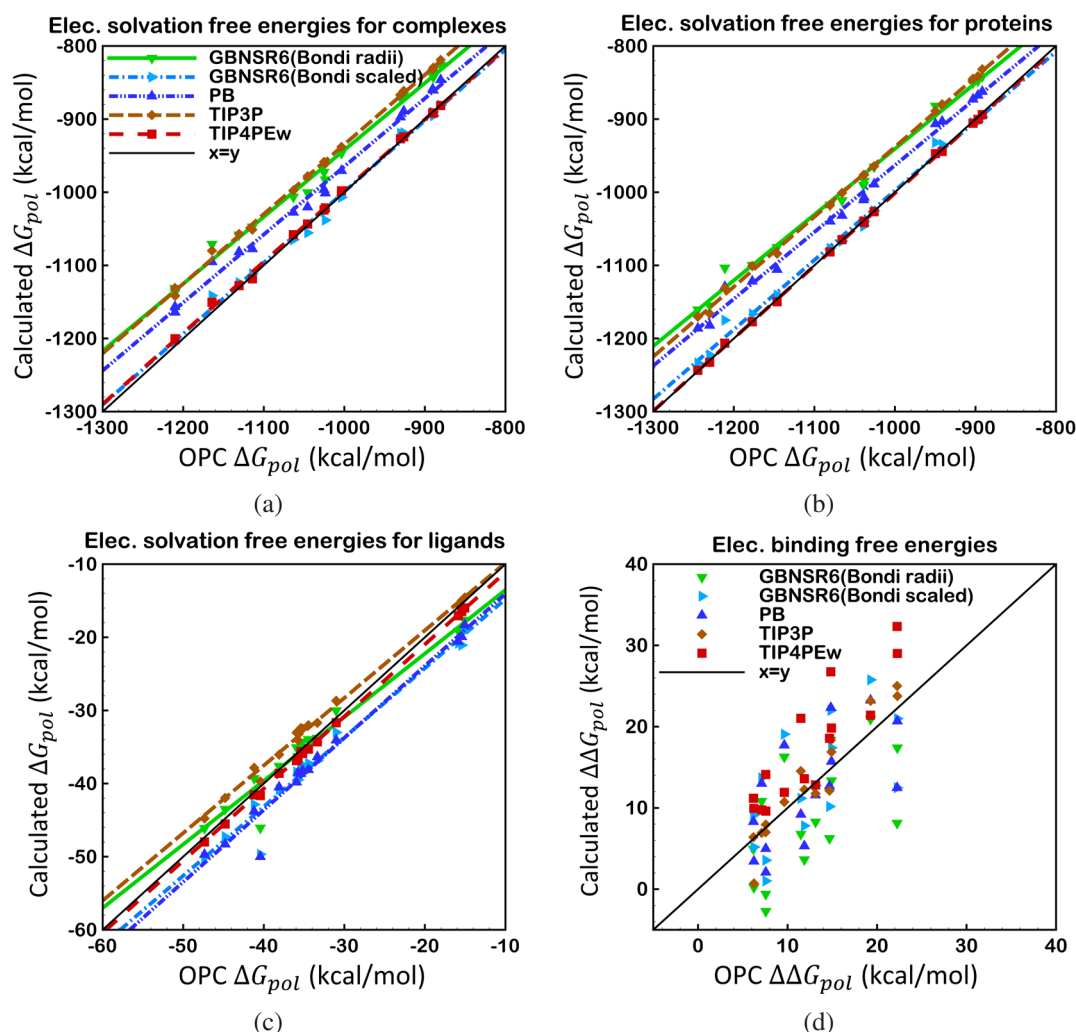 Elec. solvation free energies for complexes
-800
-900
-1000
-1100
-1200
-1300
Calculated ΔG_pol (kcal/mol)
GBNSR6(Bondi radii)
GBNSR6(Bondi scaled)
PB
TIP3P
TIP4PEw
x=y
-1300 -1200 -1100 -1000 -900 -800
OPC ΔG_pol (kcal/mol)
(a)
Elec. solvation free energies for proteins
-800
-900
-1000
-1100
-1200
-1300
Calculated ΔG_pol (kcal/mol)
-1300 -1200 -1100 -1000 -900 -800
OPC ΔG_pol (kcal/mol)
(b)
Elec. solvation free energies for ligands
-10
-20
-30
-40
-50
-60
Calculated ΔG_pol (kcal/mol)
-60 -50 -40 -30 -20 -10
OPC ΔG_pol (kcal/mol)
(c)
Elec. binding free energies
40
30
20
10
0
Calculated ΔΔG_pol (kcal/mol)
GBNSR6(Bondi radii)
GBNSR6(Bondi scaled)
PB
TIP3P
TIP4PEw
x=y
0 10 20 30 40
OPC ΔΔG_pol (kcal/mol)
(d)